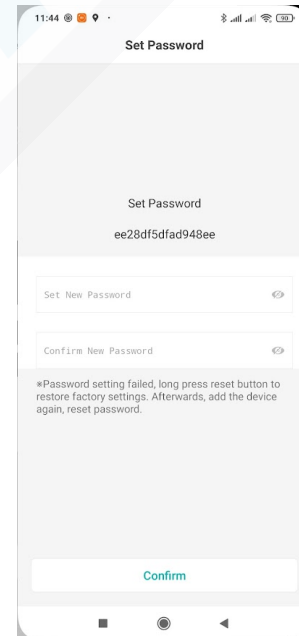 11:44
90
Set Password
Set Password
ee28df5dfad948ee
Set New Password
Confirm New Password
*Password setting failed, long press reset button to
restore factory settings. Afterwards, add the device
again, reset password.
Confirm